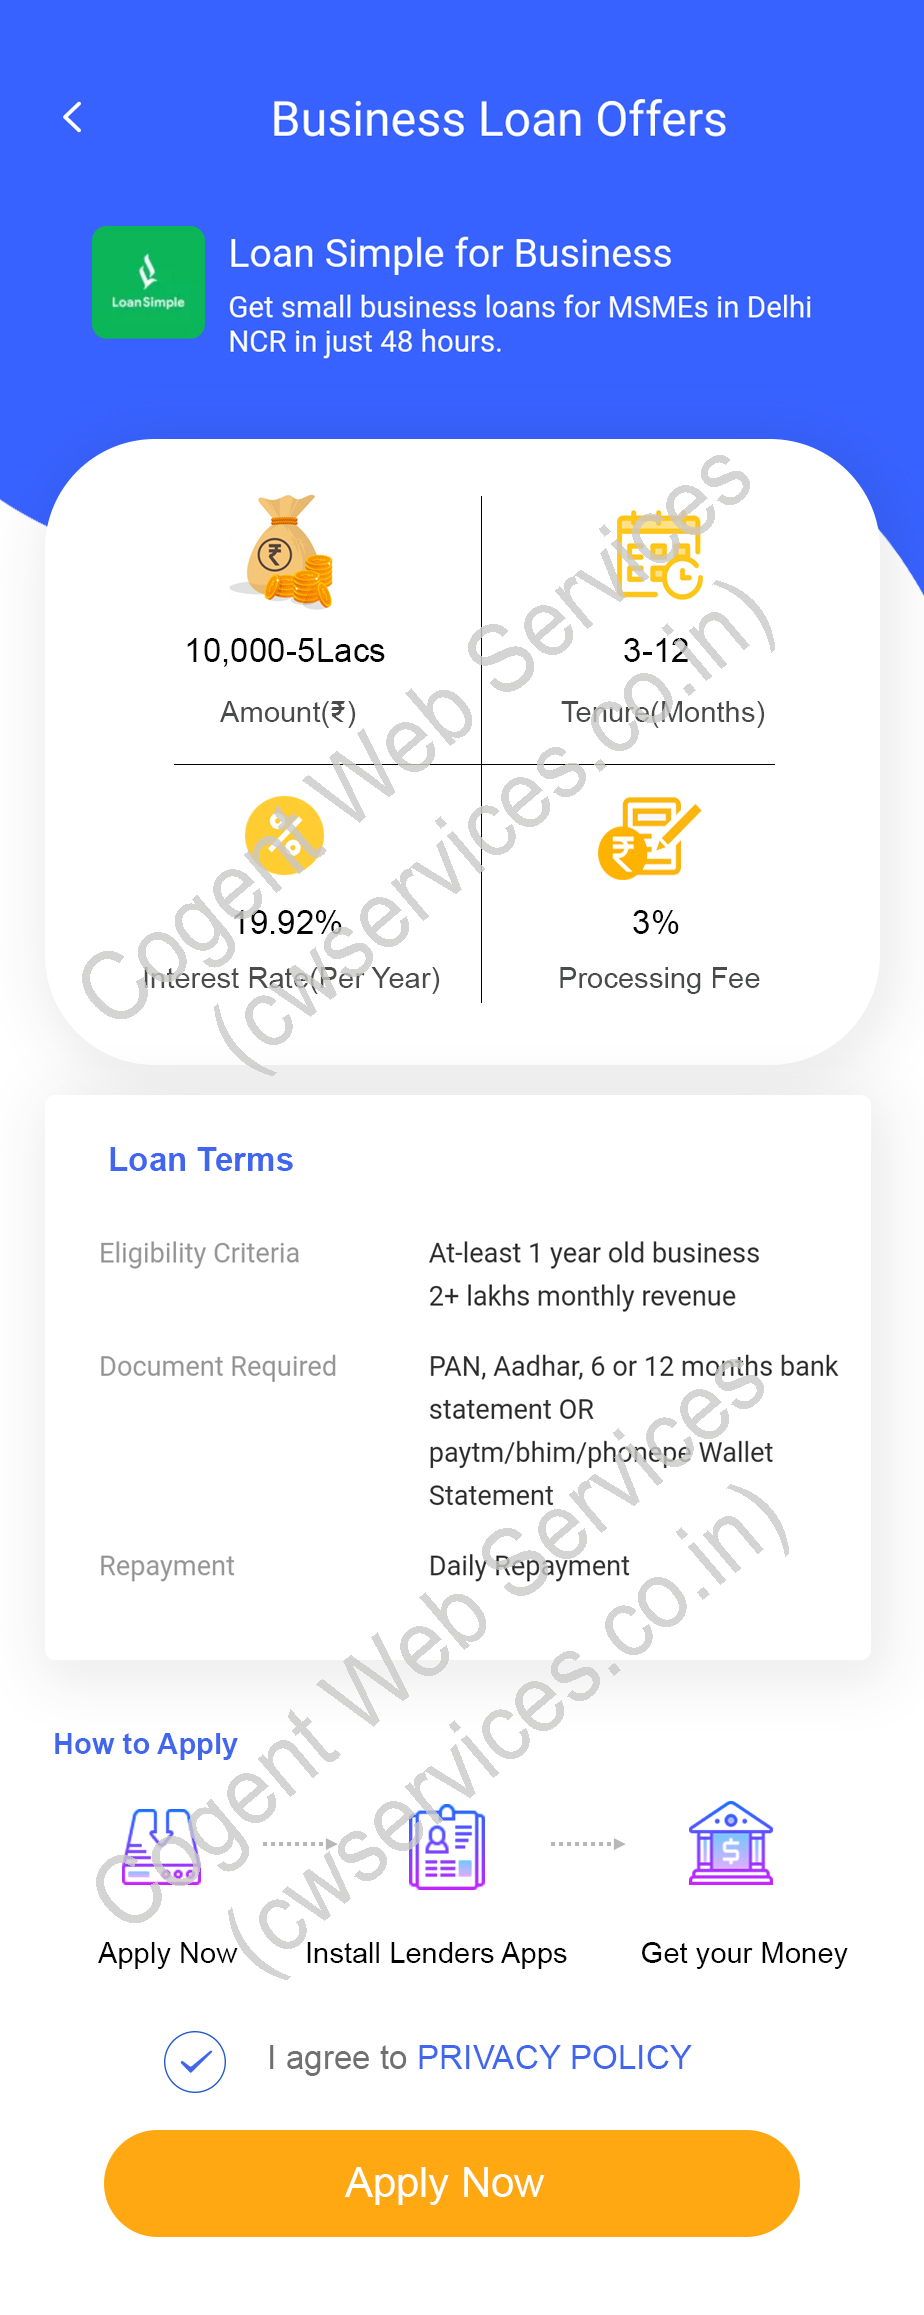 Business Loan Offers
LoanSimple
Loan Simple for Business
Get small business loans for MSMEs in Delhi
NCR in just 48 hours.
₹
10,000-5Lacs
Amount(₹)
3-12
Tenure(Months)
%
19.92%
Interest Rate(Per Year)
₹
3%
Processing Fee
Cogent Web Services
(cwservices.co.in)
Loan Terms
Eligibility Criteria
At-least 1 year old business
2+ lakhs monthly revenue
Document Required
PAN, Aadhar, 6 or 12 months bank
statement OR
paytm/bhim/phonepe Wallet
Statement
Repayment
Daily Repayment
Cogent Web Services
(cwservices.co.in)
How to Apply
$
Apply Now
Install Lenders Apps
Get your Money
I agree to PRIVACY POLICY
Apply Now